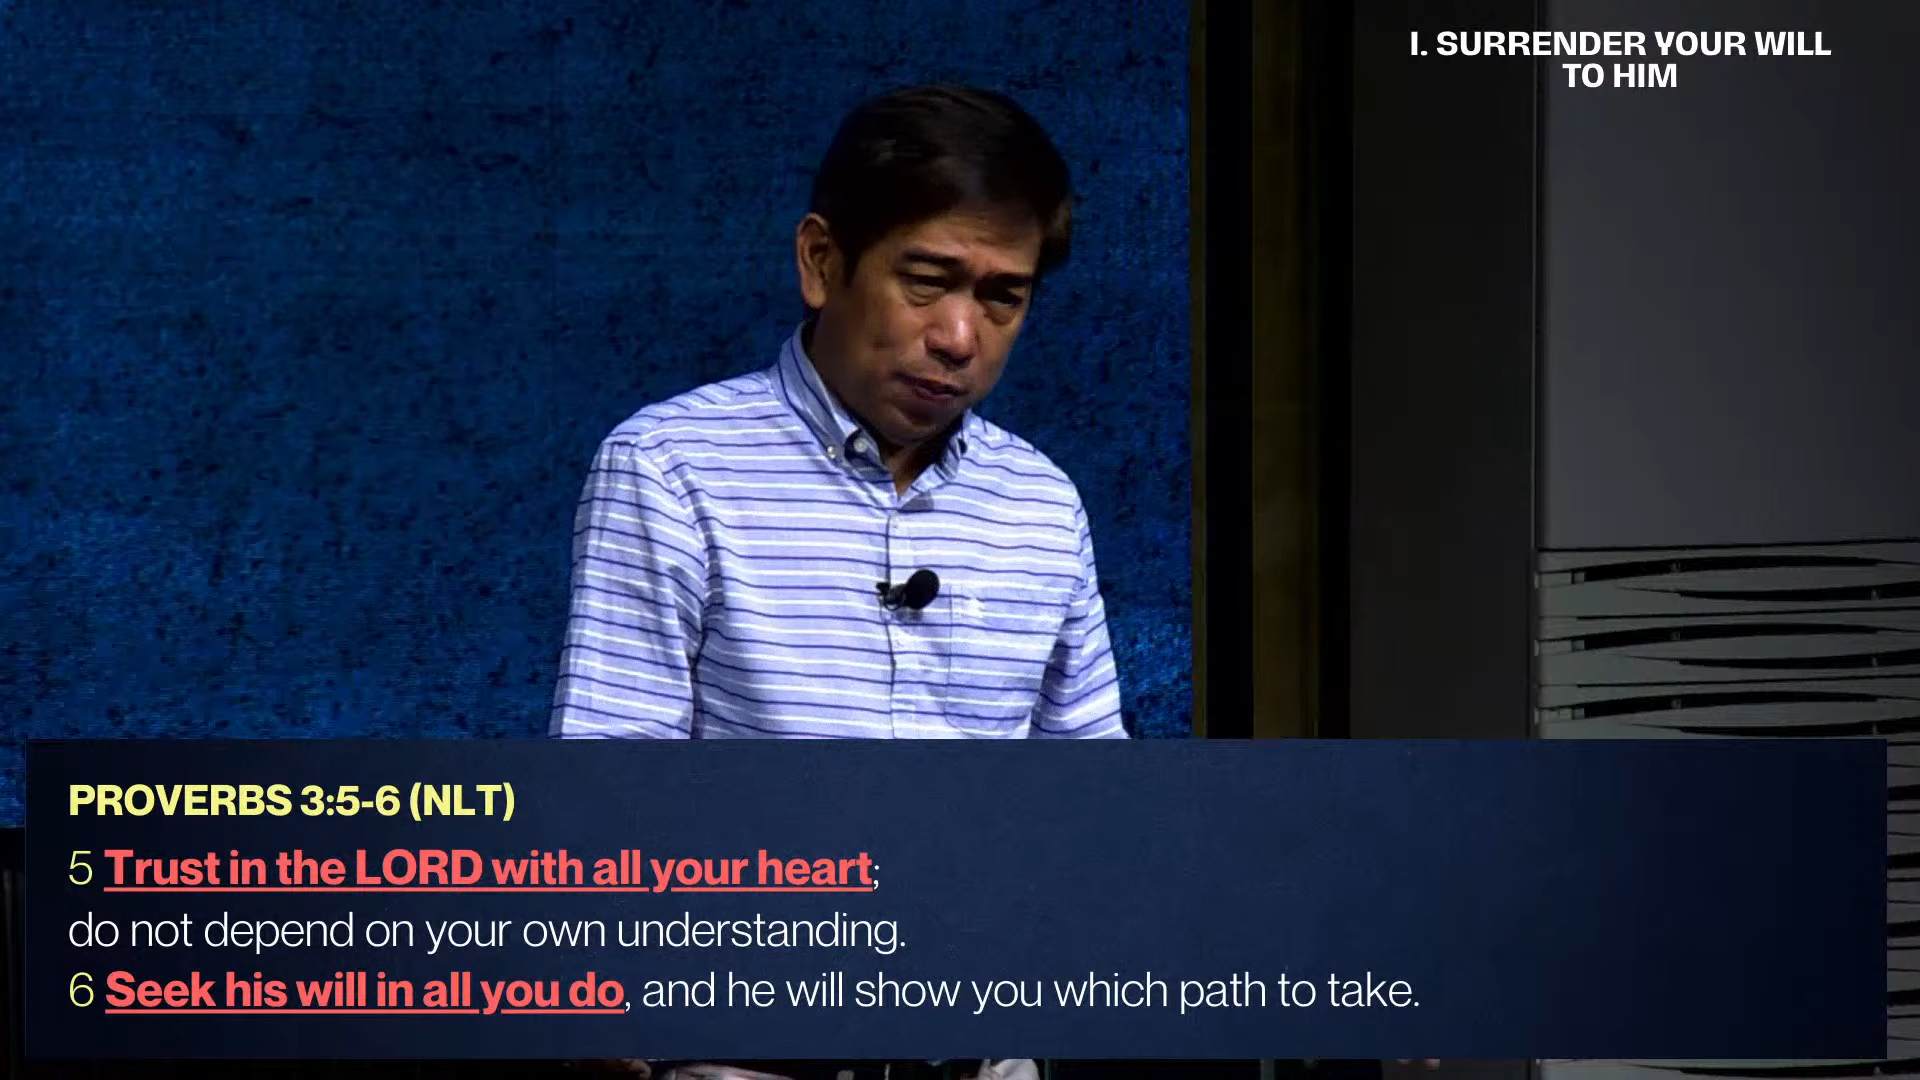 I. SURRENDER YOUR WILL
TO HIM
PROVERBS 3:5-6 (NLT)
5 Trust in the LORD with all your heart;
do not depend on your own understanding.
6 Seek his will in all you do, and he will show you which path to take.